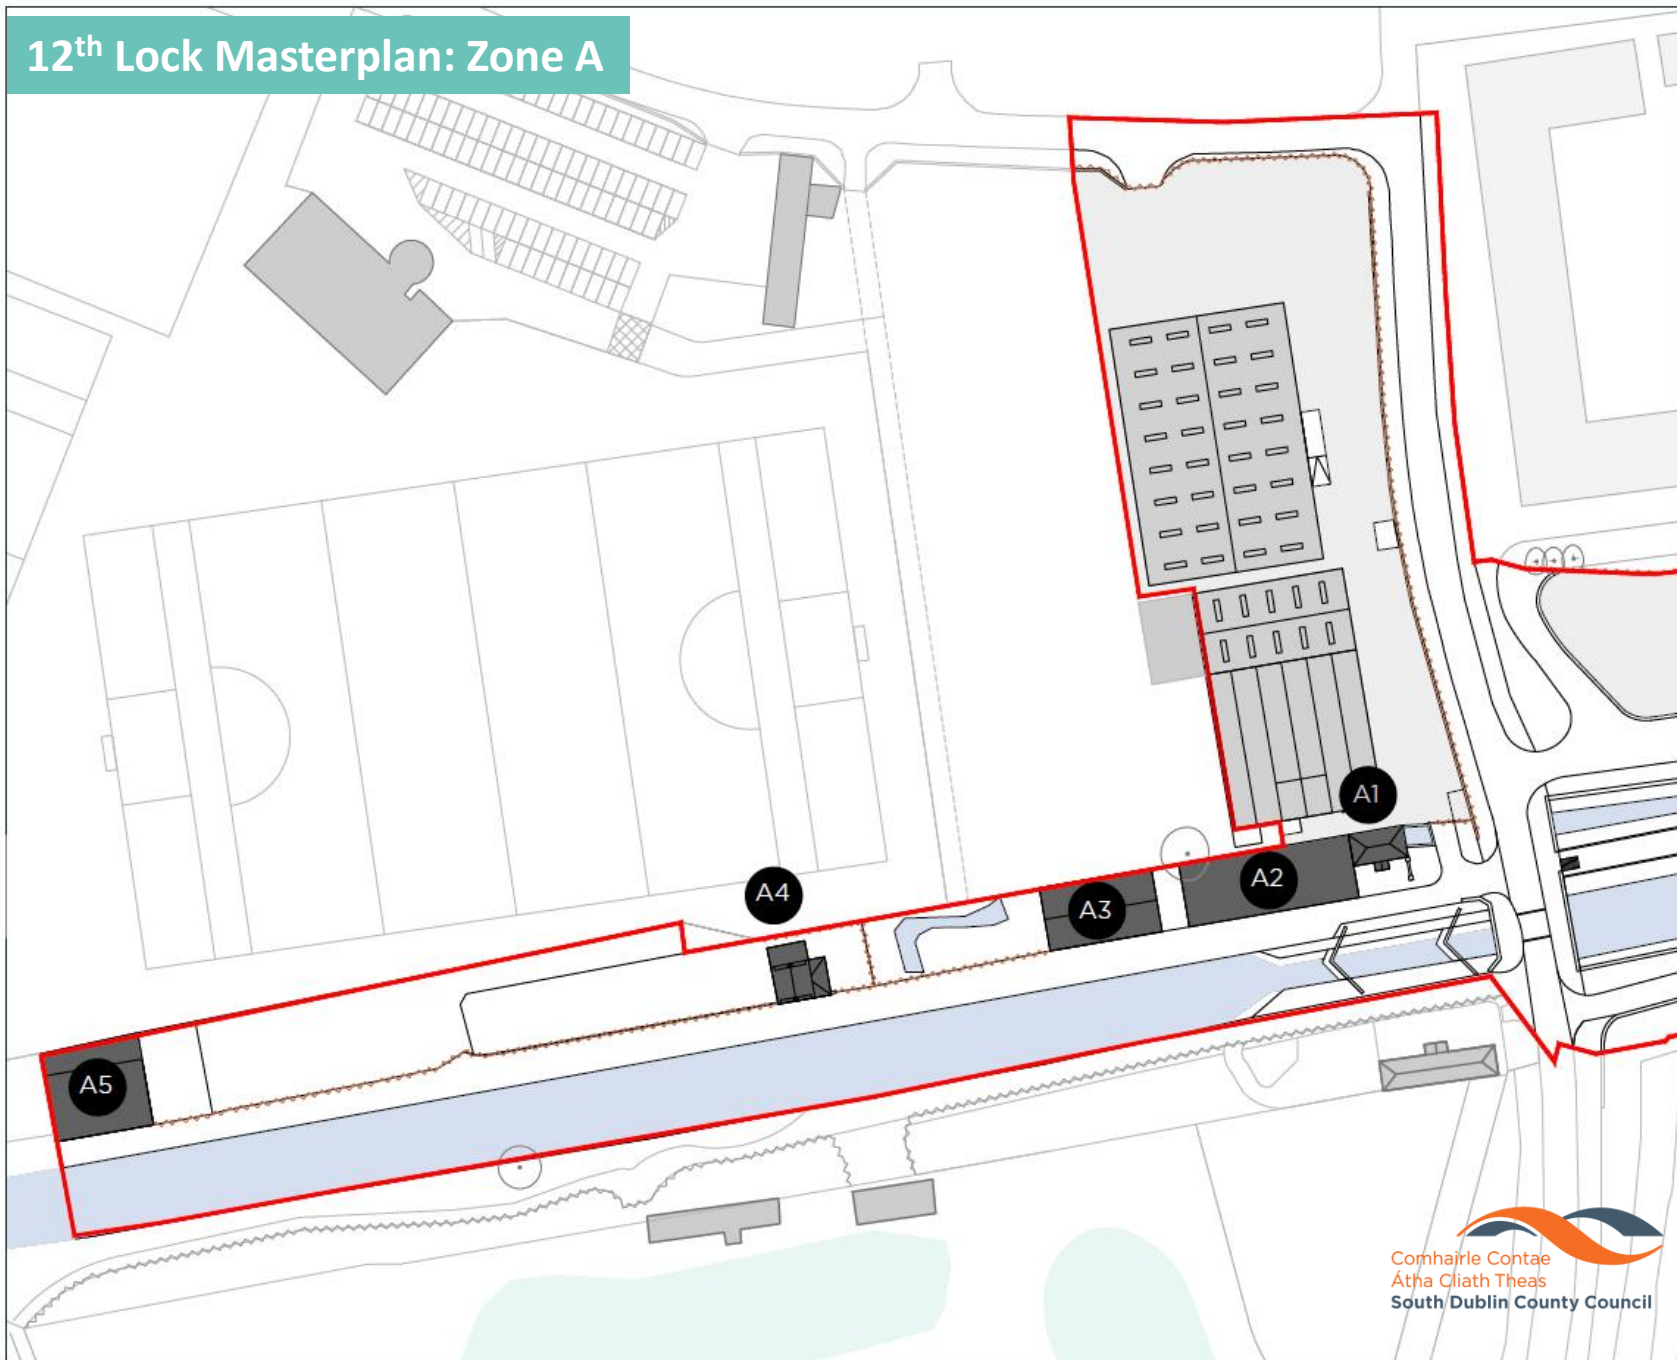 12th Lock Masterplan: Zone A
A1
A2
A3
A4
A5
Comhairle Contae
Átha Cliath Theas
South Dublin County Council